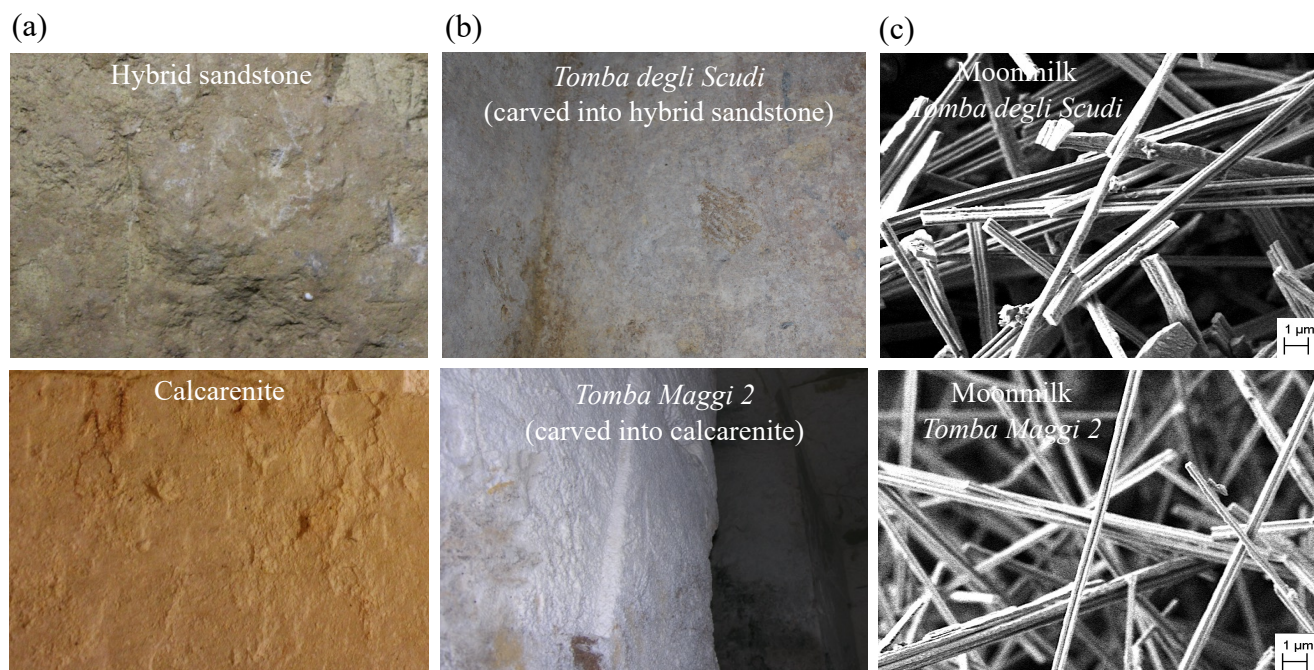 (a)
(b)
(c)
Hybrid sandstone
Tomba degli Scudi
(carved into hybrid sandstone)
Moonmilk
Tomba degli Scudi
1 µm
Calcarenite
Tomba Maggi 2
(carved into calcarenite)
Moonmilk
Tomba Maggi 2
1 µm